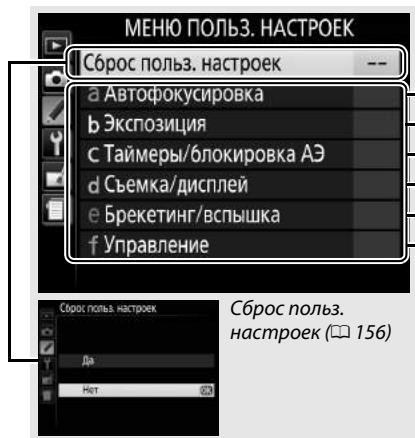 МЕНЮ ПОЛЬЗ. НАСТРОЕК
Сброс польз. настроек --
a Автофокусировка
b Экспозиция
c Таймеры/блокировка АЭ
d Съемка/дисплей
e Брекетинг/вспышка
f Управление
Сброс польз. настроек
Да
Нет OK
Сброс польз.
настроек (📖 156)